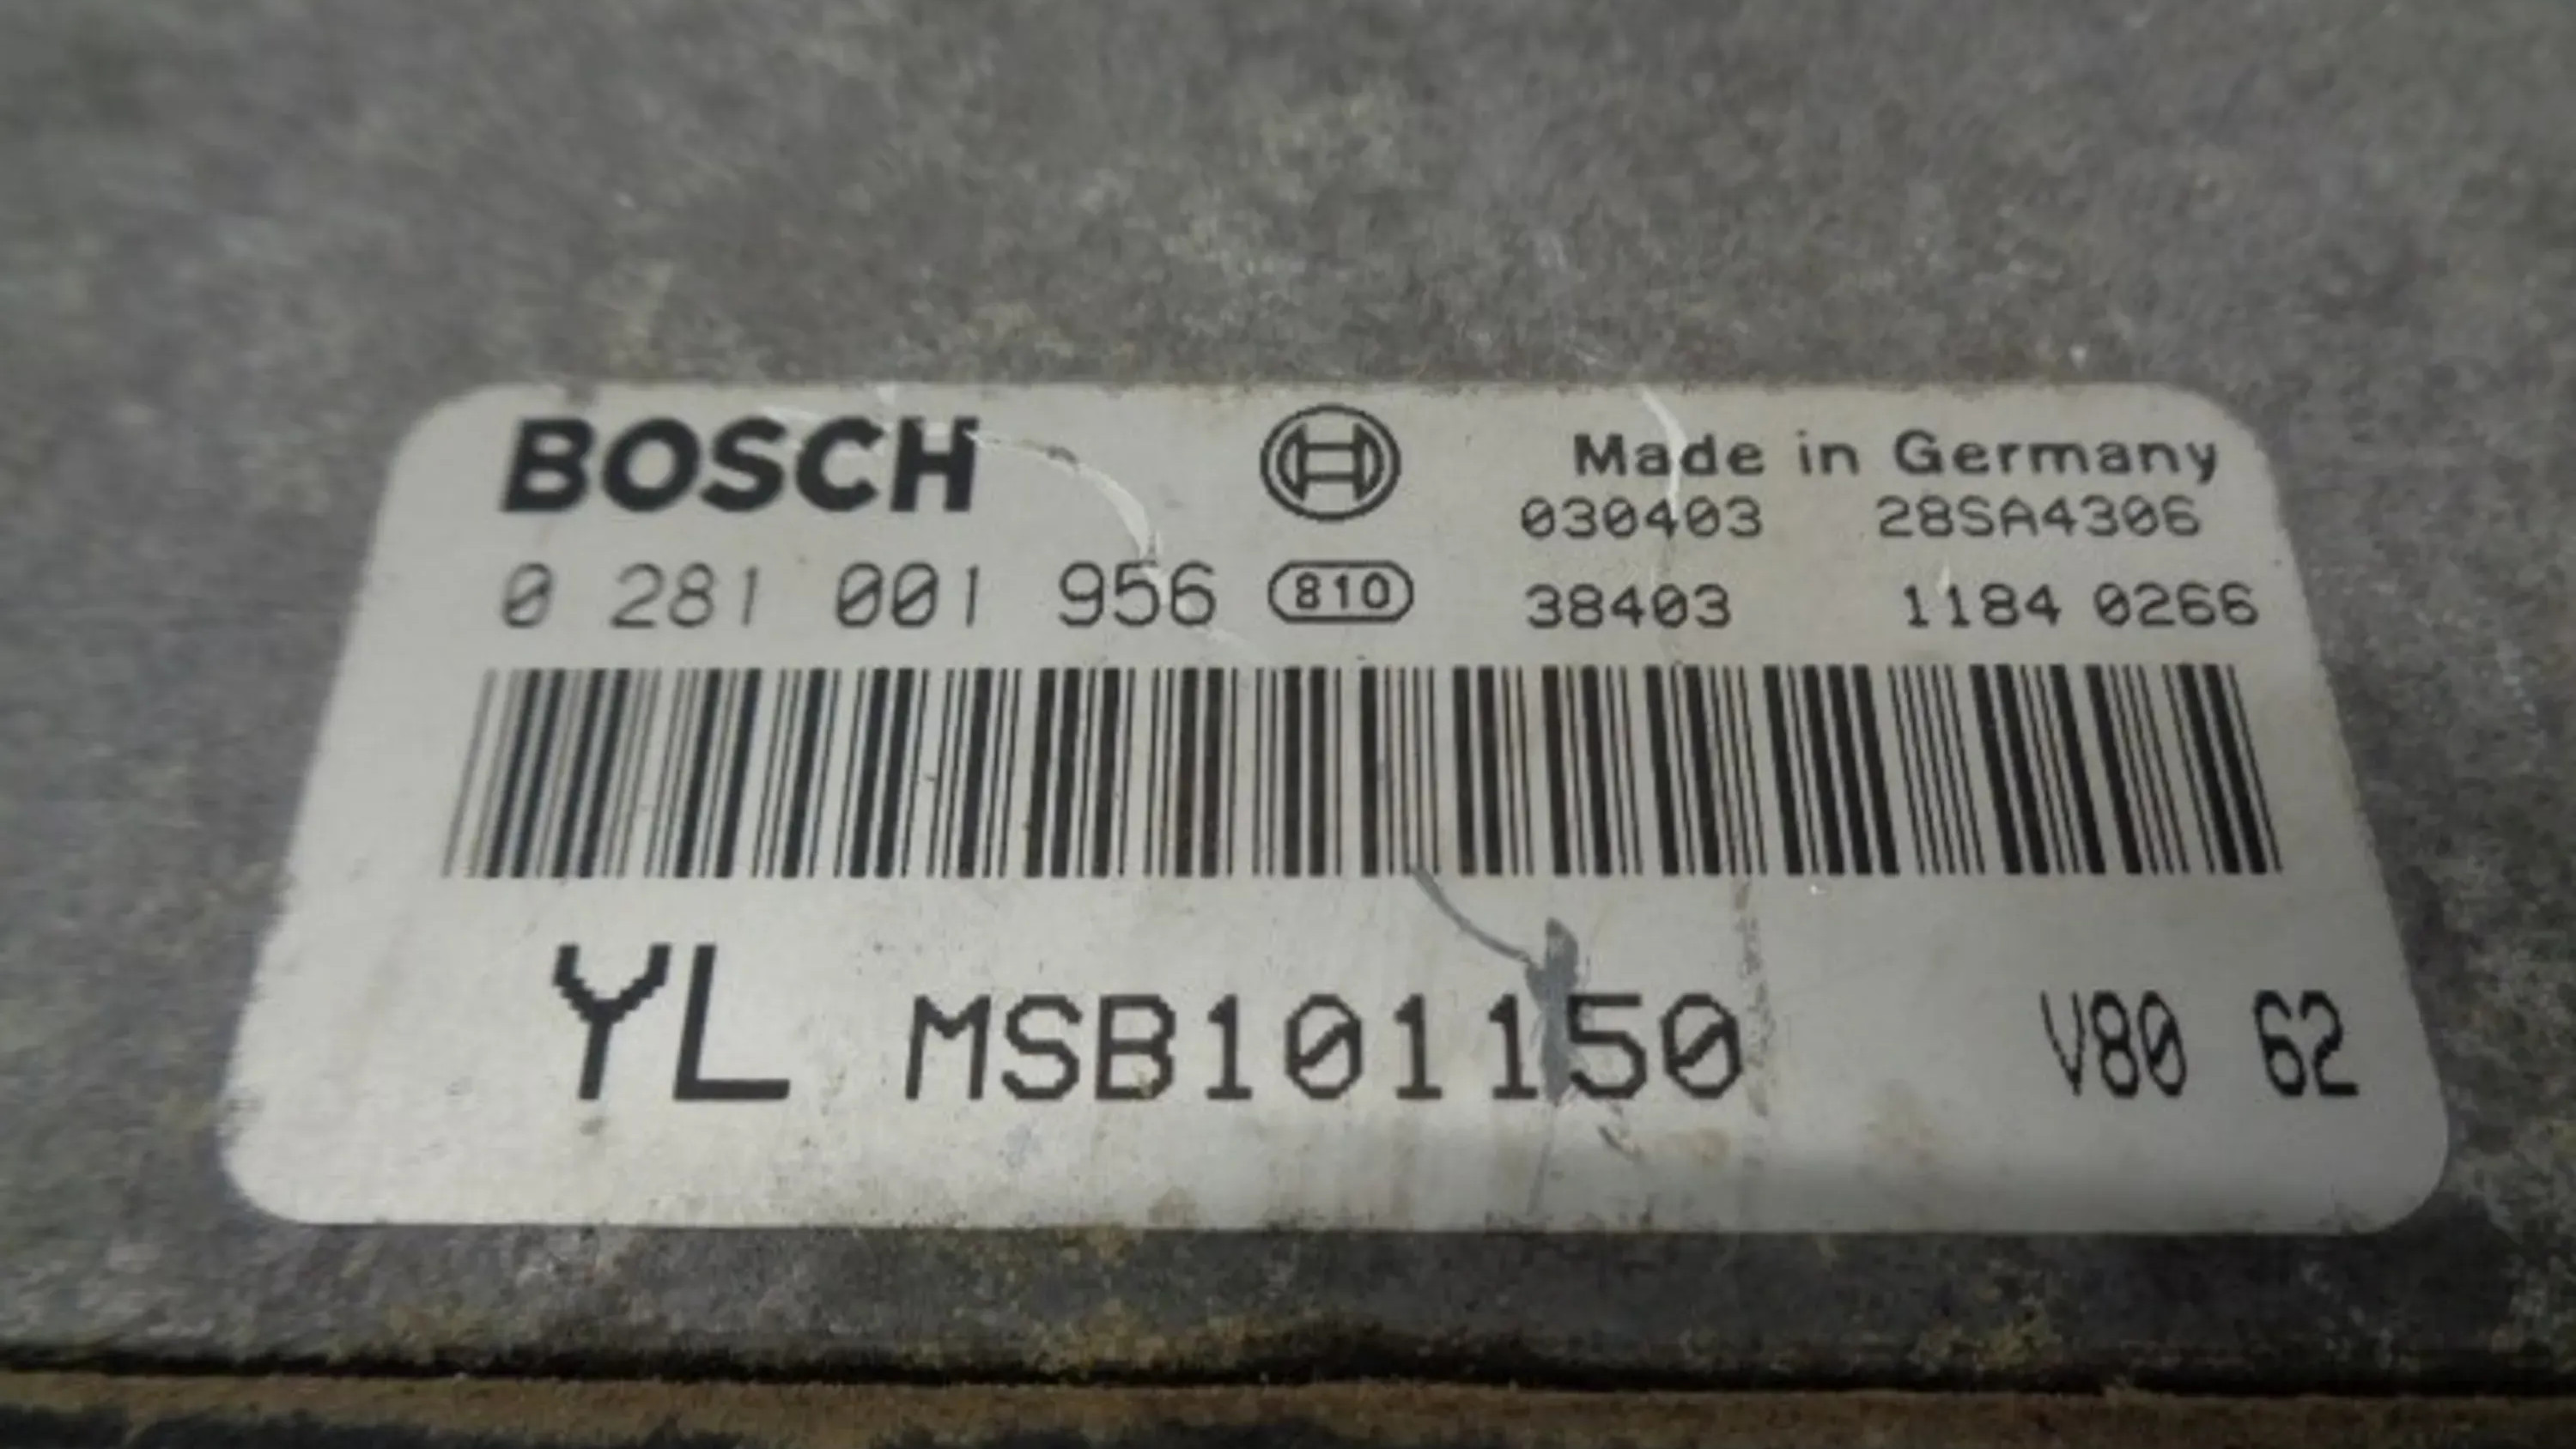 BOSCH
Made in Germany
030403 28SA4306
0 281 001 956 810 38403 1184 0266
YL MSB101150 V80 62